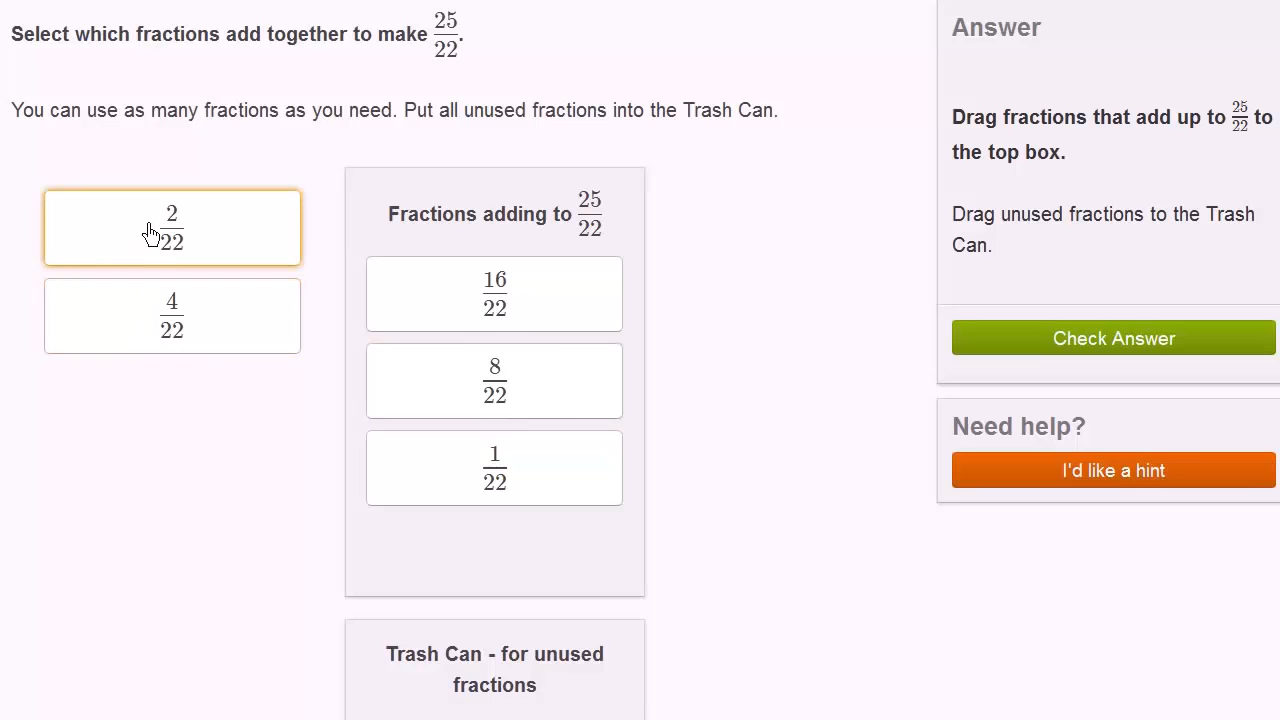 Select which fractions add together to make 25/22.
You can use as many fractions as you need. Put all unused fractions into the Trash Can.
2/22
4/22
Fractions adding to 25/22
16/22
8/22
1/22
Trash Can - for unused
fractions
Answer
Drag fractions that add up to 25/22 to
the top box.
Drag unused fractions to the Trash
Can.
Check Answer
Need help?
I'd like a hint